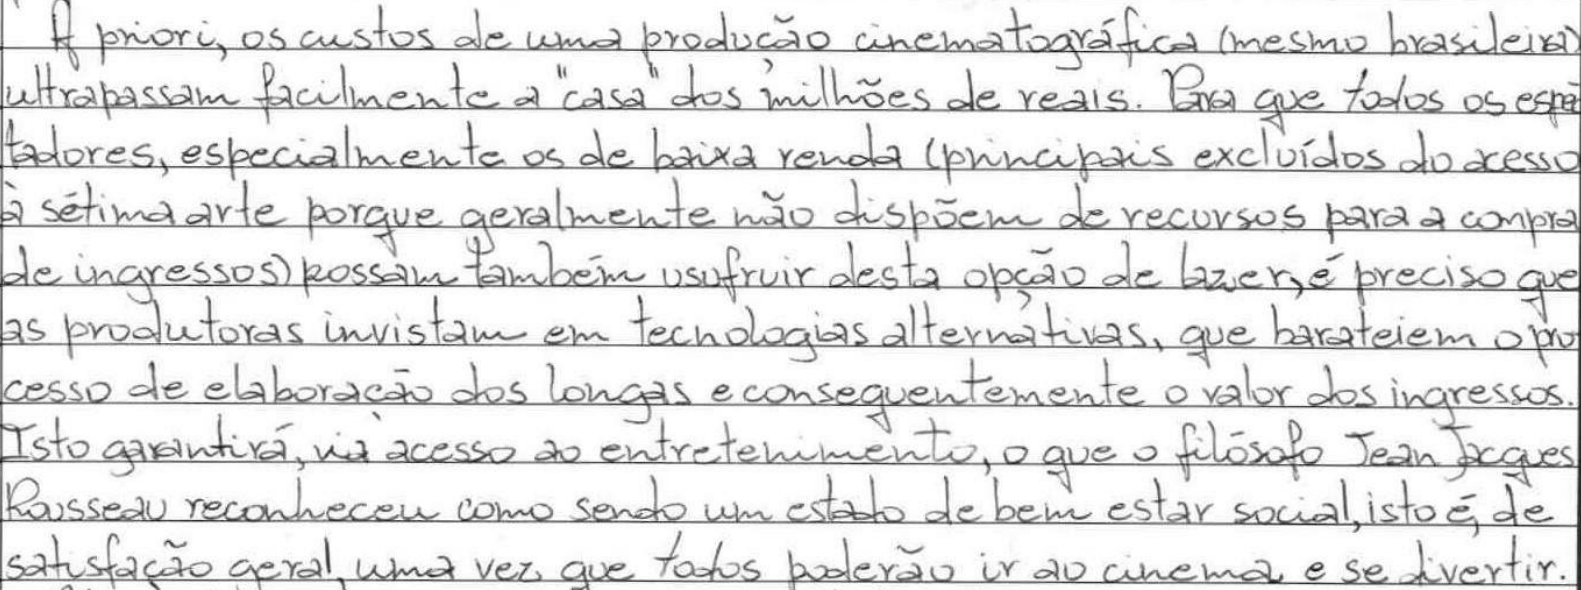 A priori, os custos de uma produção cinematográfica (mesmo brasileira)
ultrapassam facilmente a "casa" dos milhões de reais. Para que todos os espec
tadores, especialmente os de baixa renda (principais excluídos do acesso
à sétima arte porque geralmente não dispõem de recursos para a compra
de ingressos) possam também usufruir desta opção de lazer, é preciso que
as produtoras invistam em tecnologias alternativas, que barateiem o pro
cesso de elaboração dos longas e consequentemente o valor dos ingressos.
Isto garantirá, via acesso ao entretenimento, o que o filósofo Jean Jacques
Rousseau reconheceu como sendo um estado de bem estar social, isto é, de
satisfação geral, uma vez que todos poderão ir ao cinema e se divertir.